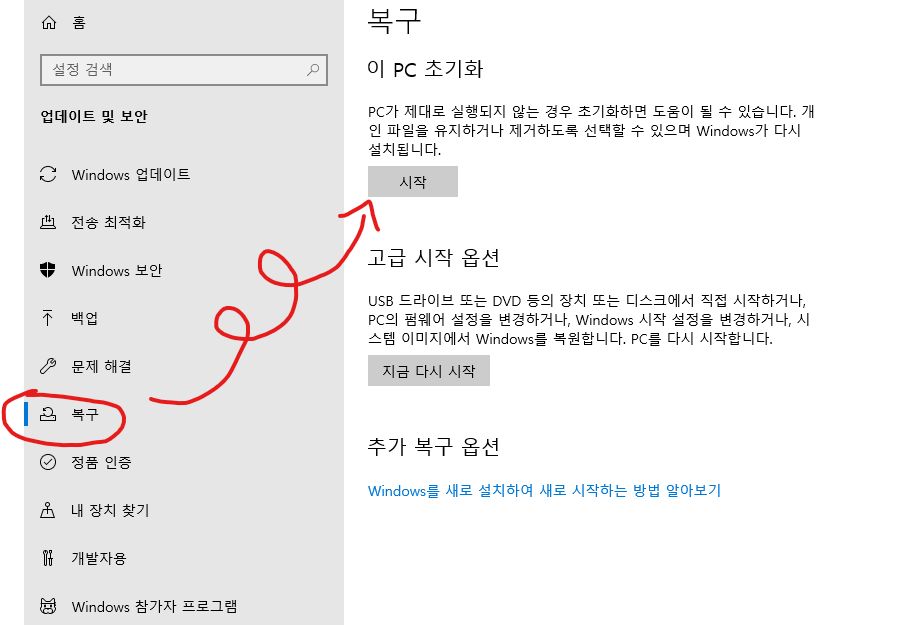 홈
설정 검색
업데이트 및 보안
Windows 업데이트
전송 최적화
Windows 보안
백업
문제 해결
복구
정품 인증
내 장치 찾기
개발자용
Windows 참가자 프로그램
복구
이 PC 초기화
PC가 제대로 실행되지 않는 경우 초기화하면 도움이 될 수 있습니다. 개
인 파일을 유지하거나 제거하도록 선택할 수 있으며 Windows가 다시
설치됩니다.
시작
고급 시작 옵션
USB 드라이브 또는 DVD 등의 장치 또는 디스크에서 직접 시작하거나,
PC의 펌웨어 설정을 변경하거나, Windows 시작 설정을 변경하거나, 시
스템 이미지에서 Windows를 복원합니다. PC를 다시 시작합니다.
지금 다시 시작
추가 복구 옵션
Windows를 새로 설치하여 새로 시작하는 방법 알아보기